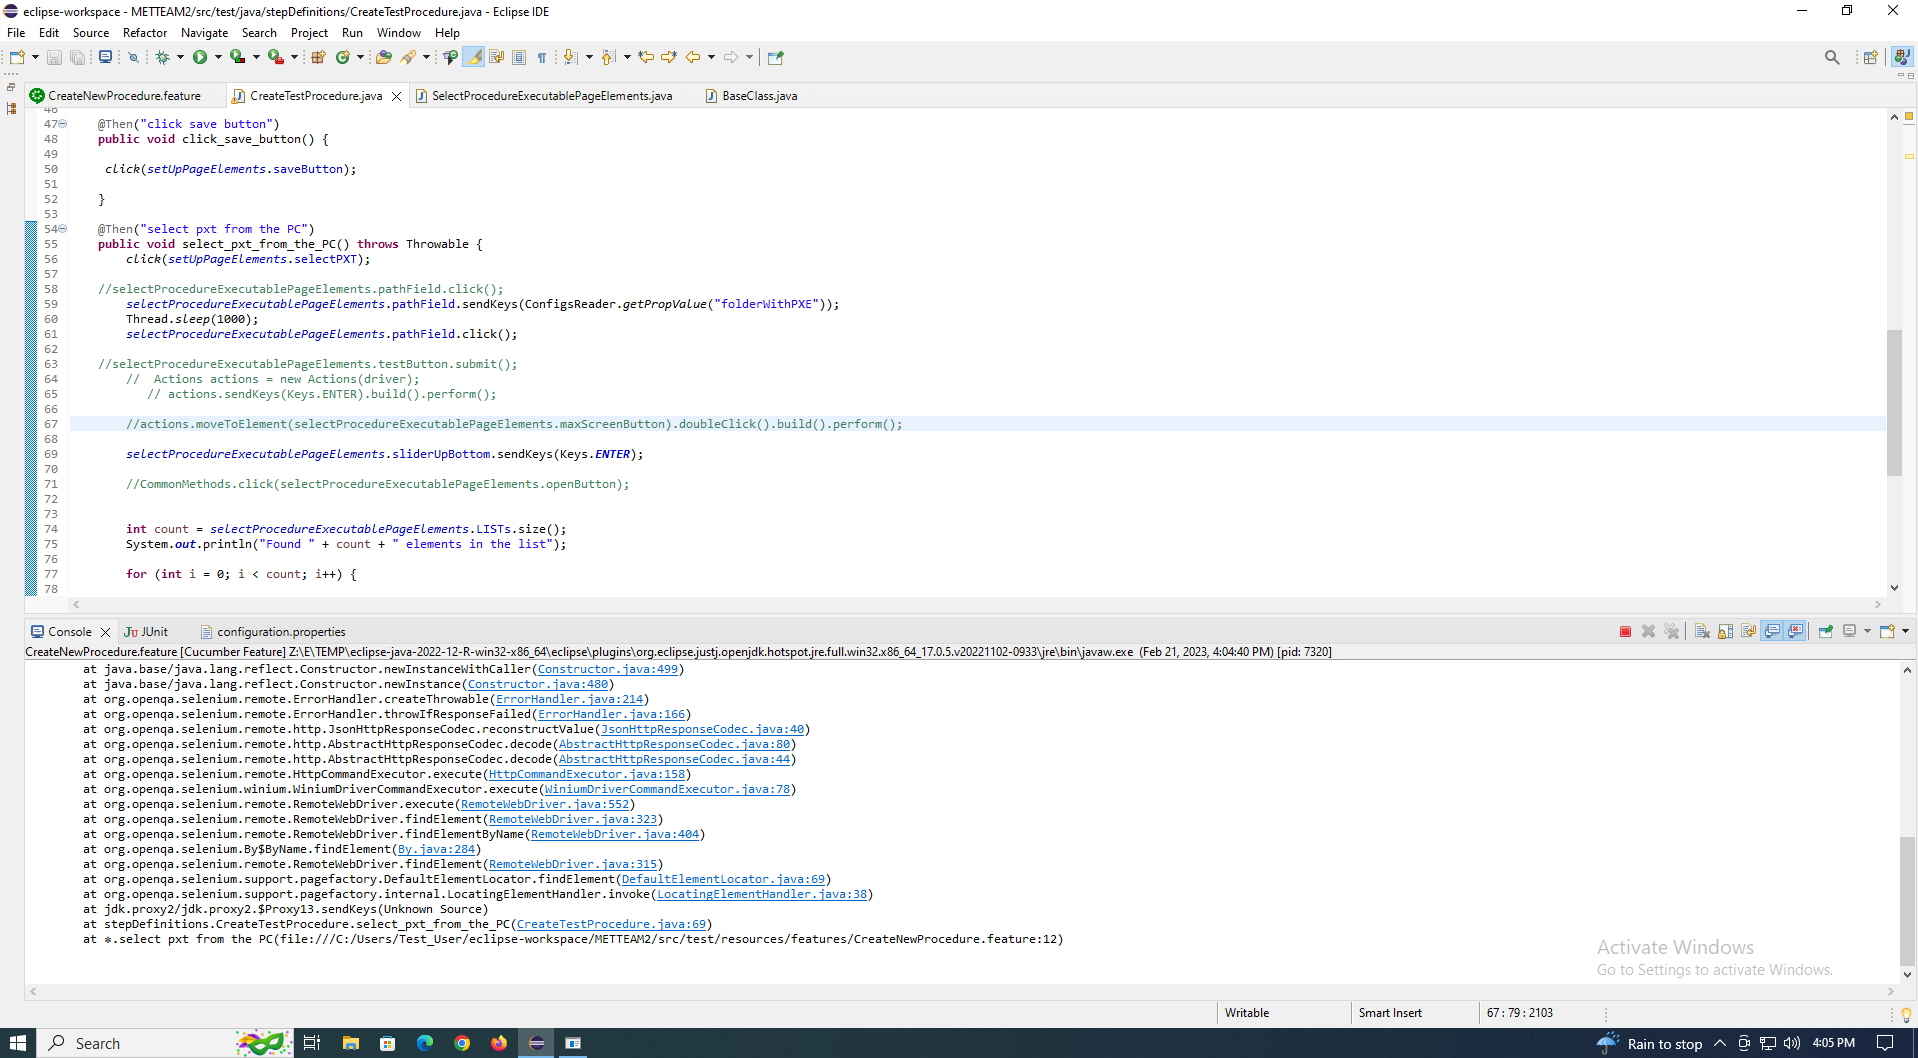 eclipse-workspace - METTEAM2/src/test/java/stepDefinitions/CreateTestProcedure.java - Eclipse IDE
File Edit Source Refactor Navigate Search Project Run Window Help
CreateNewProcedure.feature CreateTestProcedure.java SelectProcedureExecutablePageElements.java BaseClass.java
46
47 @Then("click save button")
48 public void click_save_button() {
49
50 click(setUpPageElements.saveButton);
51
52 }
53
54 @Then("select pxt from the PC")
55 public void select_pxt_from_the_PC() throws Throwable {
56 click(setUpPageElements.selectPXT);
57
58 //selectProcedureExecutablePageElements.pathField.click();
59 selectProcedureExecutablePageElements.pathField.sendKeys(ConfigsReader.getPropValue("folderWithPXE"));
60 Thread.sleep(1000);
61 selectProcedureExecutablePageElements.pathField.click();
62
63 //selectProcedureExecutablePageElements.testButton.submit();
64 // Actions actions = new Actions(driver);
65 // actions.sendKeys(Keys.ENTER).build().perform();
66
67 //actions.moveToElement(selectProcedureExecutablePageElements.maxScreenButton).doubleClick().build().perform();
68
69 selectProcedureExecutablePageElements.sliderUpBottom.sendKeys(Keys.ENTER);
70
71 //CommonMethods.click(selectProcedureExecutablePageElements.openButton);
72
73
74 int count = selectProcedureExecutablePageElements.LISTs.size();
75 System.out.println("Found " + count + " elements in the list");
76
77 for (int i = 0; i < count; i++) {
78
Console JUnit configuration.properties
CreateNewProcedure.feature [Cucumber Feature] Z:\E\TEMP\eclipse-java-2022-12-R-win32-x86_64\eclipse\plugins\org.eclipse.justj.openjdk.hotspot.jre.full.win32.x86_64_17.0.5.v20221102-0933\jre\bin\javaw.exe (Feb 21, 2023, 4:04:40 PM) [pid: 7320]
at java.base/java.lang.reflect.Constructor.newInstanceWithCaller(Constructor.java:499)
at java.base/java.lang.reflect.Constructor.newInstance(Constructor.java:480)
at org.openqa.selenium.remote.ErrorHandler.createThrowable(ErrorHandler.java:214)
at org.openqa.selenium.remote.ErrorHandler.throwIfResponseFailed(ErrorHandler.java:166)
at org.openqa.selenium.remote.http.JsonHttpResponseCodec.reconstructValue(JsonHttpResponseCodec.java:40)
at org.openqa.selenium.remote.http.AbstractHttpResponseCodec.decode(AbstractHttpResponseCodec.java:80)
at org.openqa.selenium.remote.http.AbstractHttpResponseCodec.decode(AbstractHttpResponseCodec.java:44)
at org.openqa.selenium.remote.HttpCommandExecutor.execute(HttpCommandExecutor.java:158)
at org.openqa.selenium.winium.WiniumDriverCommandExecutor.execute(WiniumDriverCommandExecutor.java:78)
at org.openqa.selenium.remote.RemoteWebDriver.execute(RemoteWebDriver.java:552)
at org.openqa.selenium.remote.RemoteWebDriver.findElement(RemoteWebDriver.java:323)
at org.openqa.selenium.remote.RemoteWebDriver.findElementByName(RemoteWebDriver.java:404)
at org.openqa.selenium.By$ByName.findElement(By.java:284)
at org.openqa.selenium.remote.RemoteWebDriver.findElement(RemoteWebDriver.java:315)
at org.openqa.selenium.support.pagefactory.DefaultElementLocator.findElement(DefaultElementLocator.java:69)
at org.openqa.selenium.support.pagefactory.internal.LocatingElementHandler.invoke(LocatingElementHandler.java:38)
at jdk.proxy2/jdk.proxy2.$Proxy13.sendKeys(Unknown Source)
at stepDefinitions.CreateTestProcedure.select_pxt_from_the_PC(CreateTestProcedure.java:69)
at *.select pxt from the PC(file:///C:/Users/Test_User/eclipse-workspace/METTEAM2/src/test/resources/features/CreateNewProcedure.feature:12)
Activate Windows
Go to Settings to activate Windows.
Writable Smart Insert 67 : 79 : 2103
Search Rain to stop 4:05 PM